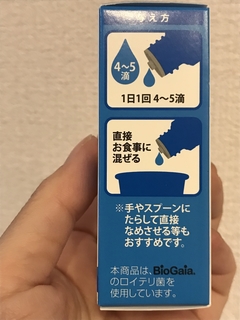 え方
4〜5
滴
1日1回 4〜5滴
直接
お食事に
混ぜる
※手やスプーンに
たらして直接
なめさせる等も
おすすめです。
本商品は、BioGaia
のロイテリ菌を
使用しています。